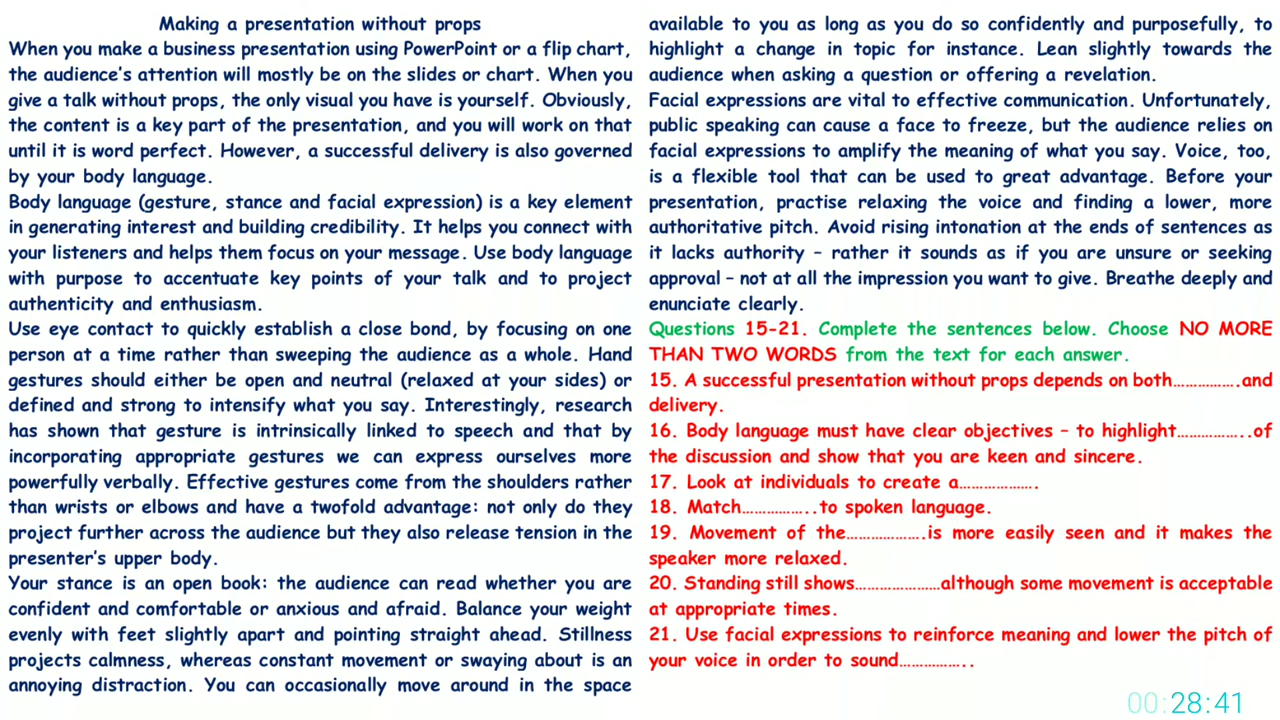 Making a presentation without props
When you make a business presentation using PowerPoint or a flip chart,
the audience's attention will mostly be on the slides or chart. When you
give a talk without props, the only visual you have is yourself. Obviously,
the content is a key part of the presentation, and you will work on that
until it is word perfect. However, a successful delivery is also governed
by your body language.
Body language (gesture, stance and facial expression) is a key element
in generating interest and building credibility. It helps you connect with
your listeners and helps them focus on your message. Use body language
with purpose to accentuate key points of your talk and to project
authenticity and enthusiasm.
Use eye contact to quickly establish a close bond, by focusing on one
person at a time rather than sweeping the audience as a whole. Hand
gestures should either be open and neutral (relaxed at your sides) or
defined and strong to intensify what you say. Interestingly, research
has shown that gesture is intrinsically linked to speech and that by
incorporating appropriate gestures we can express ourselves more
powerfully verbally. Effective gestures come from the shoulders rather
than wrists or elbows and have a twofold advantage: not only do they
project further across the audience but they also release tension in the
presenter's upper body.
Your stance is an open book: the audience can read whether you are
confident and comfortable or anxious and afraid. Balance your weight
evenly with feet slightly apart and pointing straight ahead. Stillness
projects calmness, whereas constant movement or swaying about is an
annoying distraction. You can occasionally move around in the space
available to you as long as you do so confidently and purposefully, to
highlight a change in topic for instance. Lean slightly towards the
audience when asking a question or offering a revelation.
Facial expressions are vital to effective communication. Unfortunately,
public speaking can cause a face to freeze, but the audience relies on
facial expressions to amplify the meaning of what you say. Voice, too,
is a flexible tool that can be used to great advantage. Before your
presentation, practise relaxing the voice and finding a lower, more
authoritative pitch. Avoid rising intonation at the ends of sentences as
it lacks authority – rather it sounds as if you are unsure or seeking
approval – not at all the impression you want to give. Breathe deeply and
enunciate clearly.
Questions 15-21. Complete the sentences below. Choose NO MORE
THAN TWO WORDS from the text for each answer.
15. A successful presentation without props depends on both…………….and
delivery.
16. Body language must have clear objectives – to highlight……………..of
the discussion and show that you are keen and sincere.
17. Look at individuals to create a……………….
18. Match……………..to spoken language.
19. Movement of the……………….is more easily seen and it makes the
speaker more relaxed.
20. Standing still shows…………………although some movement is acceptable
at appropriate times.
21. Use facial expressions to reinforce meaning and lower the pitch of
your voice in order to sound……………..
00:28:41